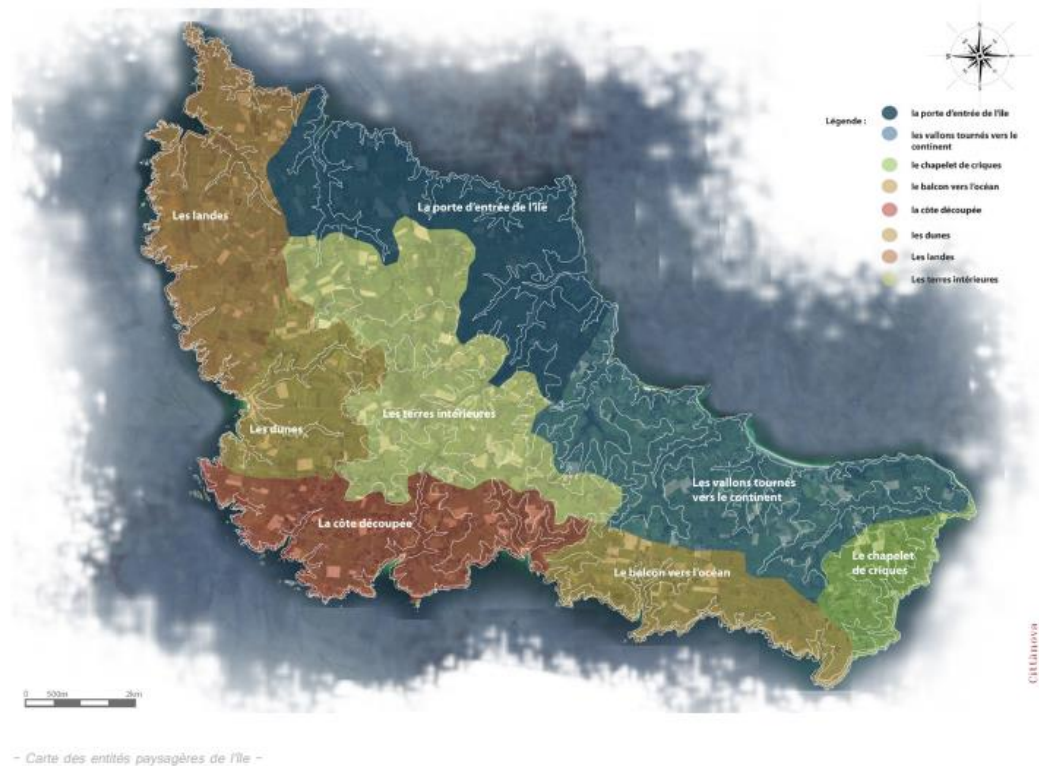 N
Légende :
la porte d'entrée de l'île
les vallons tournés vers le
continent
le chapelet de criques
le balcon vers l'océan
la côte découpée
les dunes
Les landes
Les terres intérieures
Les landes
La porte d'entrée de l'île
Les terres intérieures
Les dunes
Les vallons tournés
vers le continent
La côte découpée
Le chapelet
de criques
Le balcon vers l'océan
Cittànova
0 500m 2km
- Carte des entités paysagères de l'île -